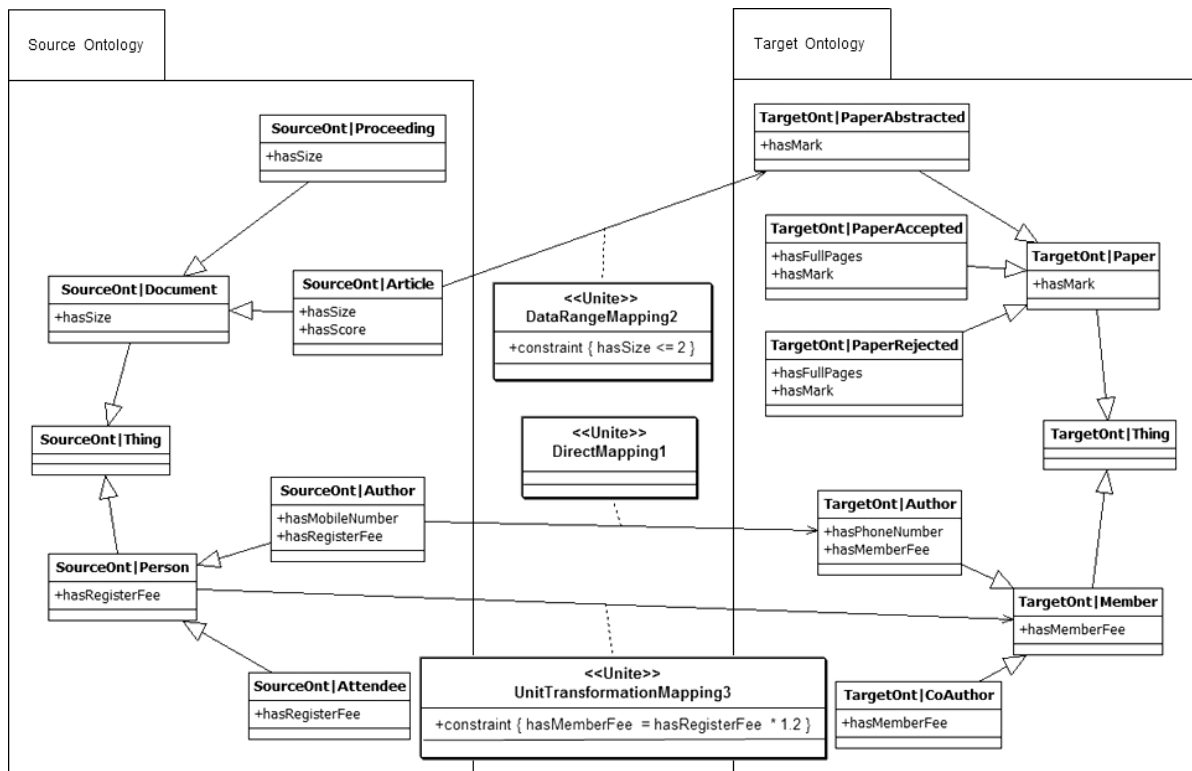 Source Ontology
SourceOnt|Proceeding
+hasSize
SourceOnt|Document
+hasSize
SourceOnt|Article
+hasSize
+hasScore
SourceOnt|Thing
SourceOnt|Author
+hasMobileNumber
+hasRegisterFee
SourceOnt|Person
+hasRegisterFee
SourceOnt|Attendee
+hasRegisterFee
<<Unite>>
DataRangeMapping2
+constraint { hasSize <= 2 }
<<Unite>>
DirectMapping1
<<Unite>>
UnitTransformationMapping3
+constraint { hasMemberFee = hasRegisterFee * 1.2 }
Target Ontology
TargetOnt|PaperAbstracted
+hasMark
TargetOnt|PaperAccepted
+hasFullPages
+hasMark
TargetOnt|Paper
+hasMark
TargetOnt|PaperRejected
+hasFullPages
+hasMark
TargetOnt|Thing
TargetOnt|Author
+hasPhoneNumber
+hasMemberFee
TargetOnt|Member
+hasMemberFee
TargetOnt|CoAuthor
+hasMemberFee